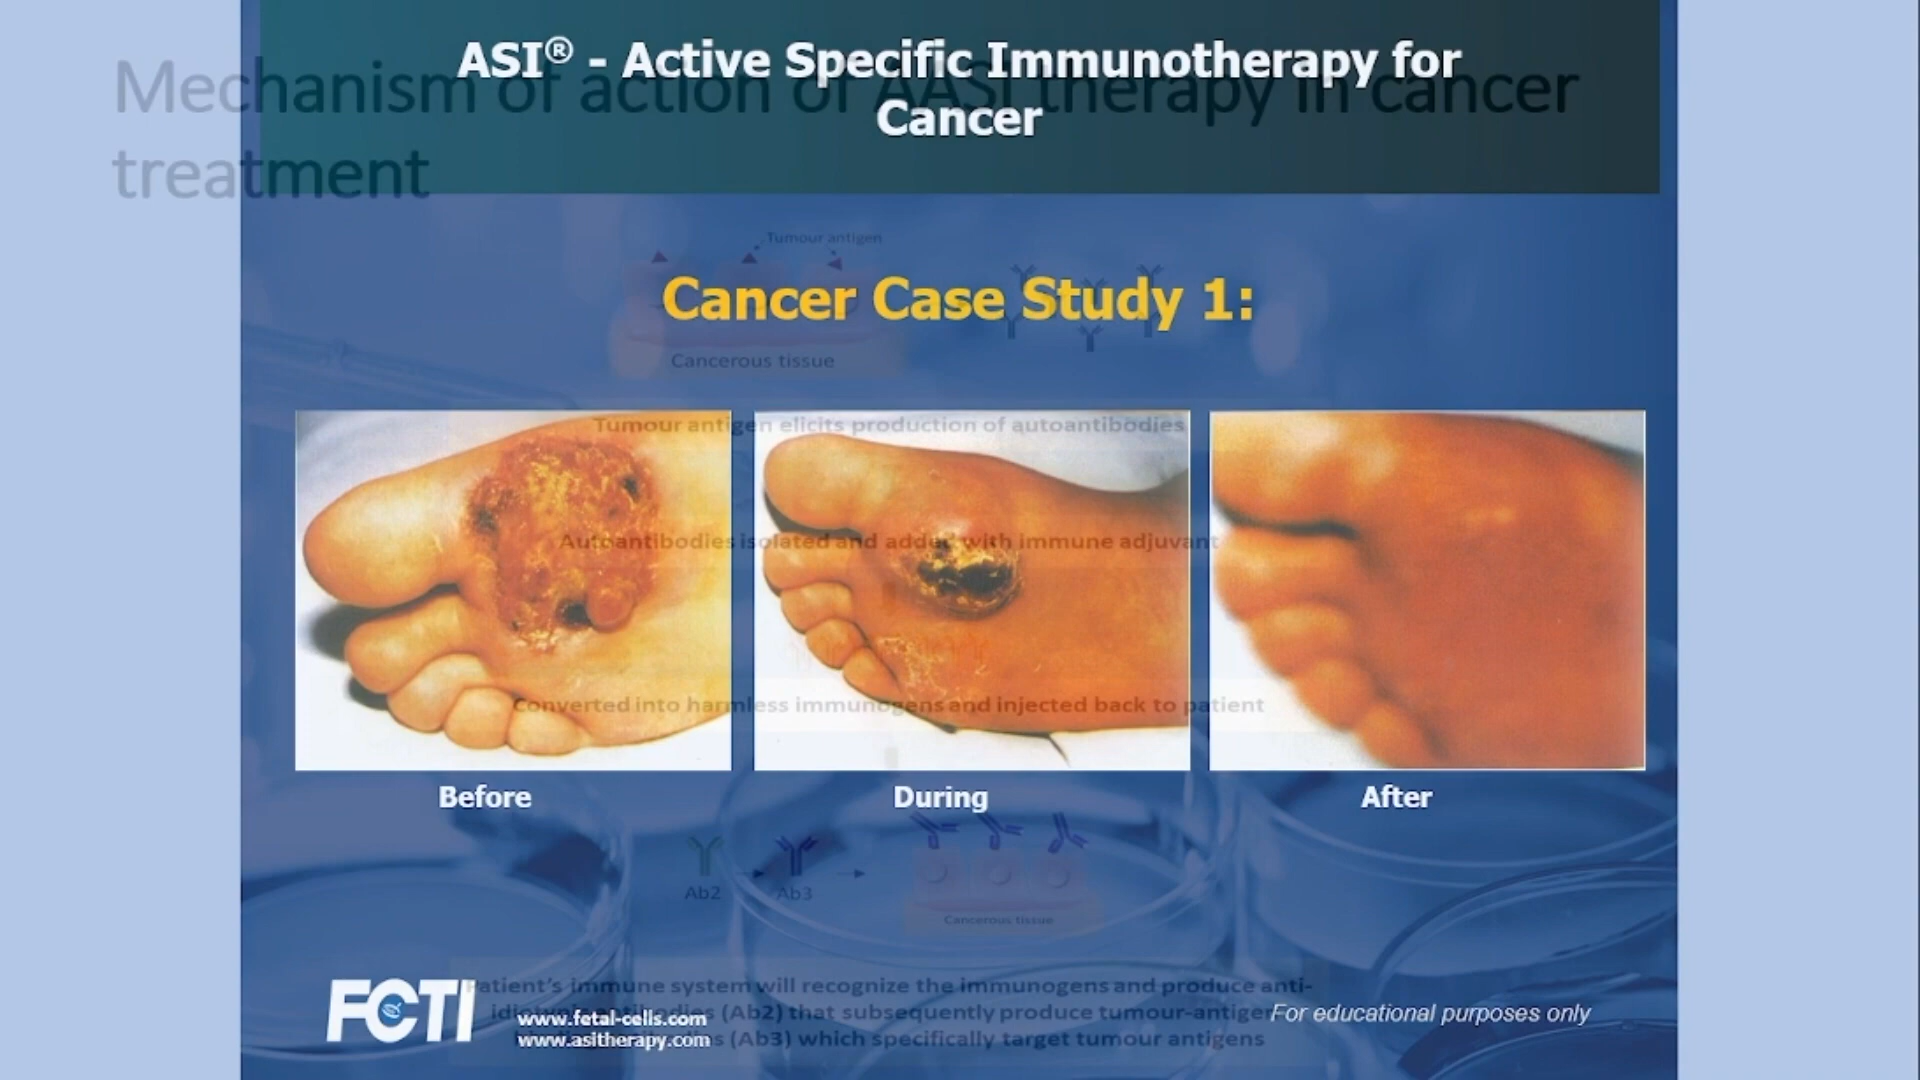 ASI® - Active Specific Immunotherapy for
Cancer
Mechanism of action of AASI therapy in cancer
treatment
Tumour antigen
Cancer Case Study 1:
Cancerous tissue
Tumour antigen elicits production of autoantibodies
Autoantibodies isolated and added with immune adjuvant
Converted into harmless immunogens and injected back to patient
Before
During
After
Ab2
Ab3
Cancerous tissue
FCTI
www.fetal-cells.com
www.asitherapy.com
Patient's immune system will recognize the immunogens and produce anti-
(Ab2) that subsequently produce tumour-antigen
(Ab3) which specifically target tumour antigens
For educational purposes only